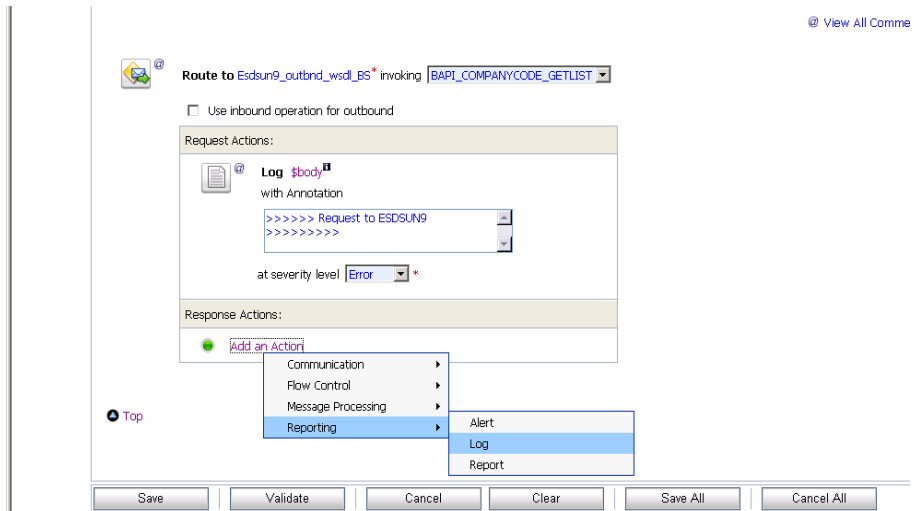 @ View All Comme
@ Route to Esdsun9_outbnd_wsdl_BS* invoking BAPI_COMPANYCODE_GETLIST
Use inbound operation for outbound
Request Actions:
@ Log $body
with Annotation
>>>>>> Request to ESDSUN9
>>>>>>>>>
at severity level Error *
Response Actions:
Add an Action
Communication
Flow Control
Message Processing
Reporting
Alert
Log
Report
Top
Save Validate Cancel Clear Save All Cancel All